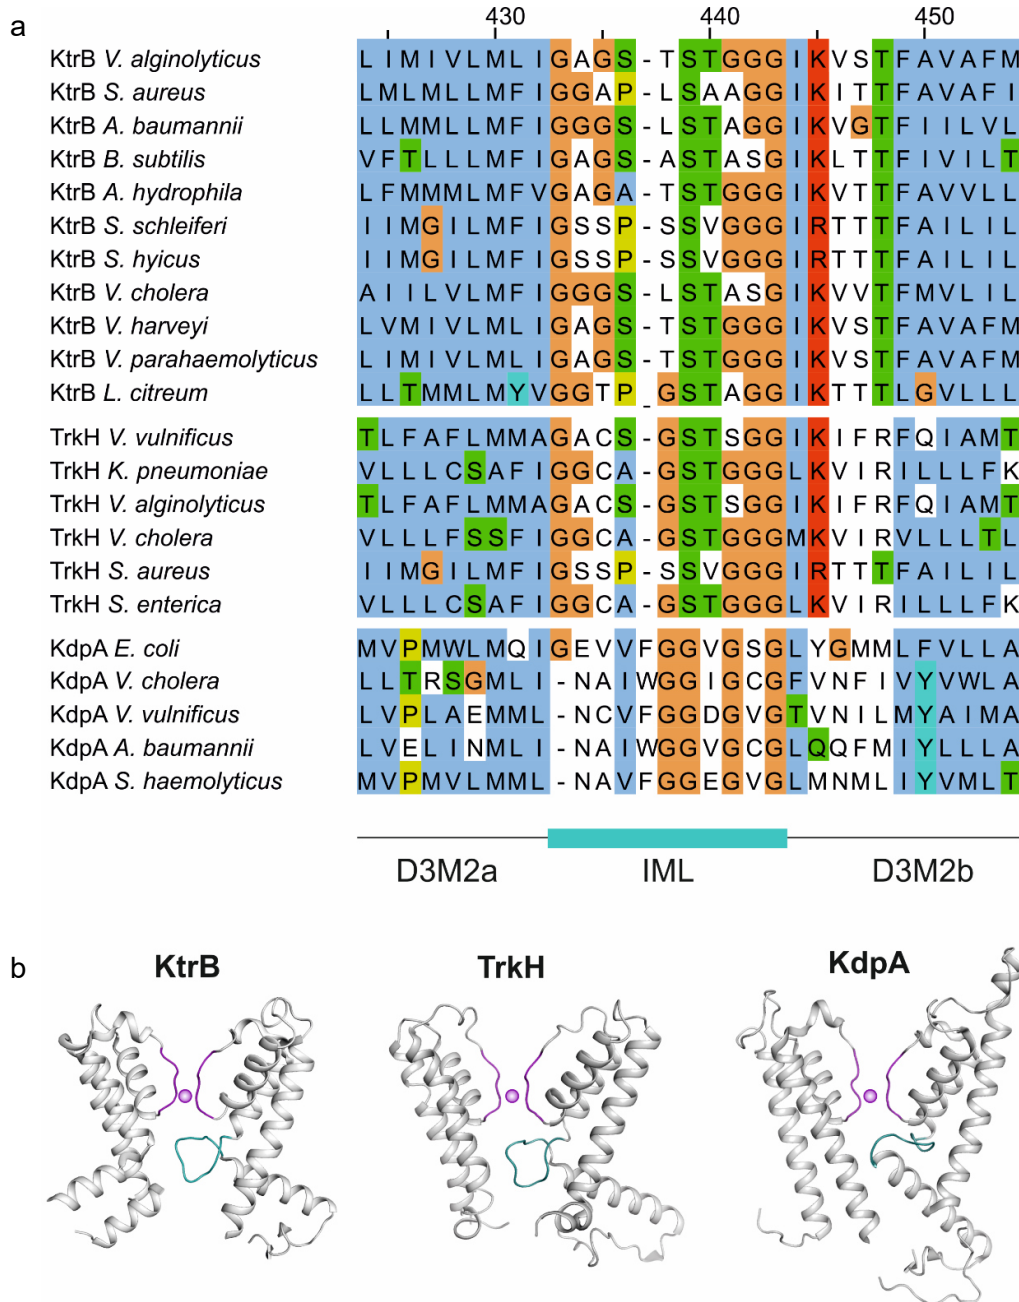 a
430 440 450
KtrB V. alginolyticus LIMIVLMLIGAGS-TSTGGGIKVSTFAVAFM
KtrB S. aureus LMLMLLMFIGGAP-LSAAGGIKITTFAVAFI
KtrB A. baumannii LLMMLLMFIGGGS-LSTAGGIKVGTFIILVL
KtrB B. subtilis VFTLLLMFIGAGS-ASTASGIKLTTFIVILT
KtrB A. hydrophila LFMMMLMFVGAGA-TSTGGGIKVTTFAVVLL
KtrB S. schleiferi IIMGILMFIGSSP-SSVGGGIRTTTFAILIL
KtrB S. hyicus IIMGILMFIGSSP-SSVGGGIRTTTFAILIL
KtrB V. cholera AIILVLMFIGGGS-LSTASGIKVVTFMVLIL
KtrB V. harveyi LVMIVLMLIGAGS-TSTGGGIKVSTFAVAFM
KtrB V. parahaemolyticus LIMIVLMLIGAGS-TSTGGGIKVSTFAVAFM
KtrB L. citreum LLTMMLMYVGGTP-GSTAGGIKTTTLGVLLL
TrkH V. vulnificus TLFAFLMMAGACS-GSTSGGIKIFRFQIAMT
TrkH K. pneumoniae VLLLCSAFIGGCA-GSTGGGLKVIRILLLFK
TrkH V. alginolyticus TLFAFLMMAGACS-GSTSGGIKIFRFQIAMT
TrkH V. cholera VLLLFSSFIGGCA-GSTGGGMKVIRVLLLTL
TrkH S. aureus IIMGILMFIGSSP-SSVGGGIRTTTFAILIL
TrkH S. enterica VLLLCSAFIGGCA-GSTGGGLKVIRILLLFK
KdpA E. coli MVPMWLMQIGEVVFGGVGSGLYGMMLFVLLA
KdpA V. cholera LLTRSGMLI-NAIWGGIGCGFVNFIVYVWLA
KdpA V. vulnificus LVPLAEMML-NCVFGGDGVGTVNILMYAIMA
KdpA A. baumannii LVELINMLI-NAIWGGVGCGLQQFMIYLLLA
KdpA S. haemolyticus MVPMVLMML-NAVFGGEGVGLMNMLIYVMLT
D3M2a IML D3M2b
b
KtrB TrkH KdpA